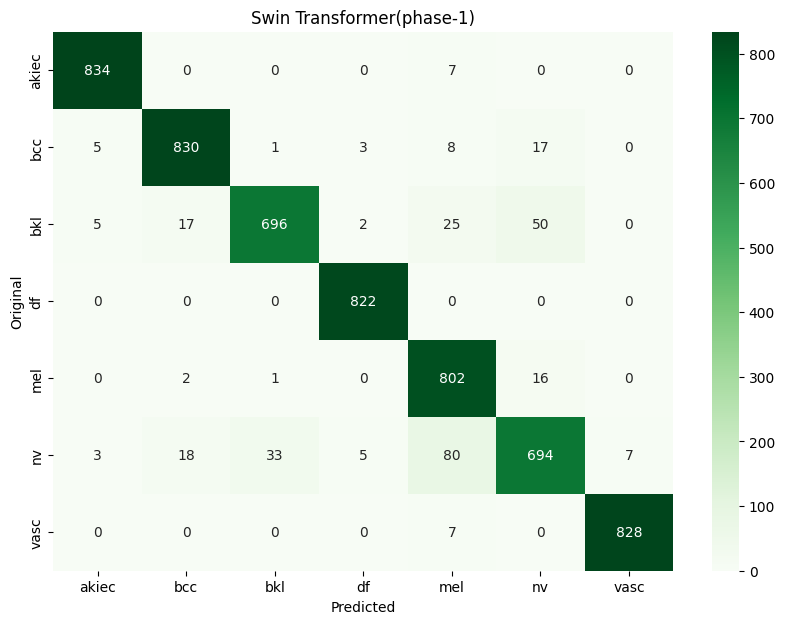 Swin Transformer(phase-1)
akiec 834 0 0 0 7 0 0
bcc 5 830 1 3 8 17 0
bkl 5 17 696 2 25 50 0
df 0 0 0 822 0 0 0
mel 0 2 1 0 802 16 0
nv 3 18 33 5 80 694 7
vasc 0 0 0 0 7 0 828
akiec bcc bkl df mel nv vasc
Predicted
Original
800
700
600
500
400
300
200
100
0